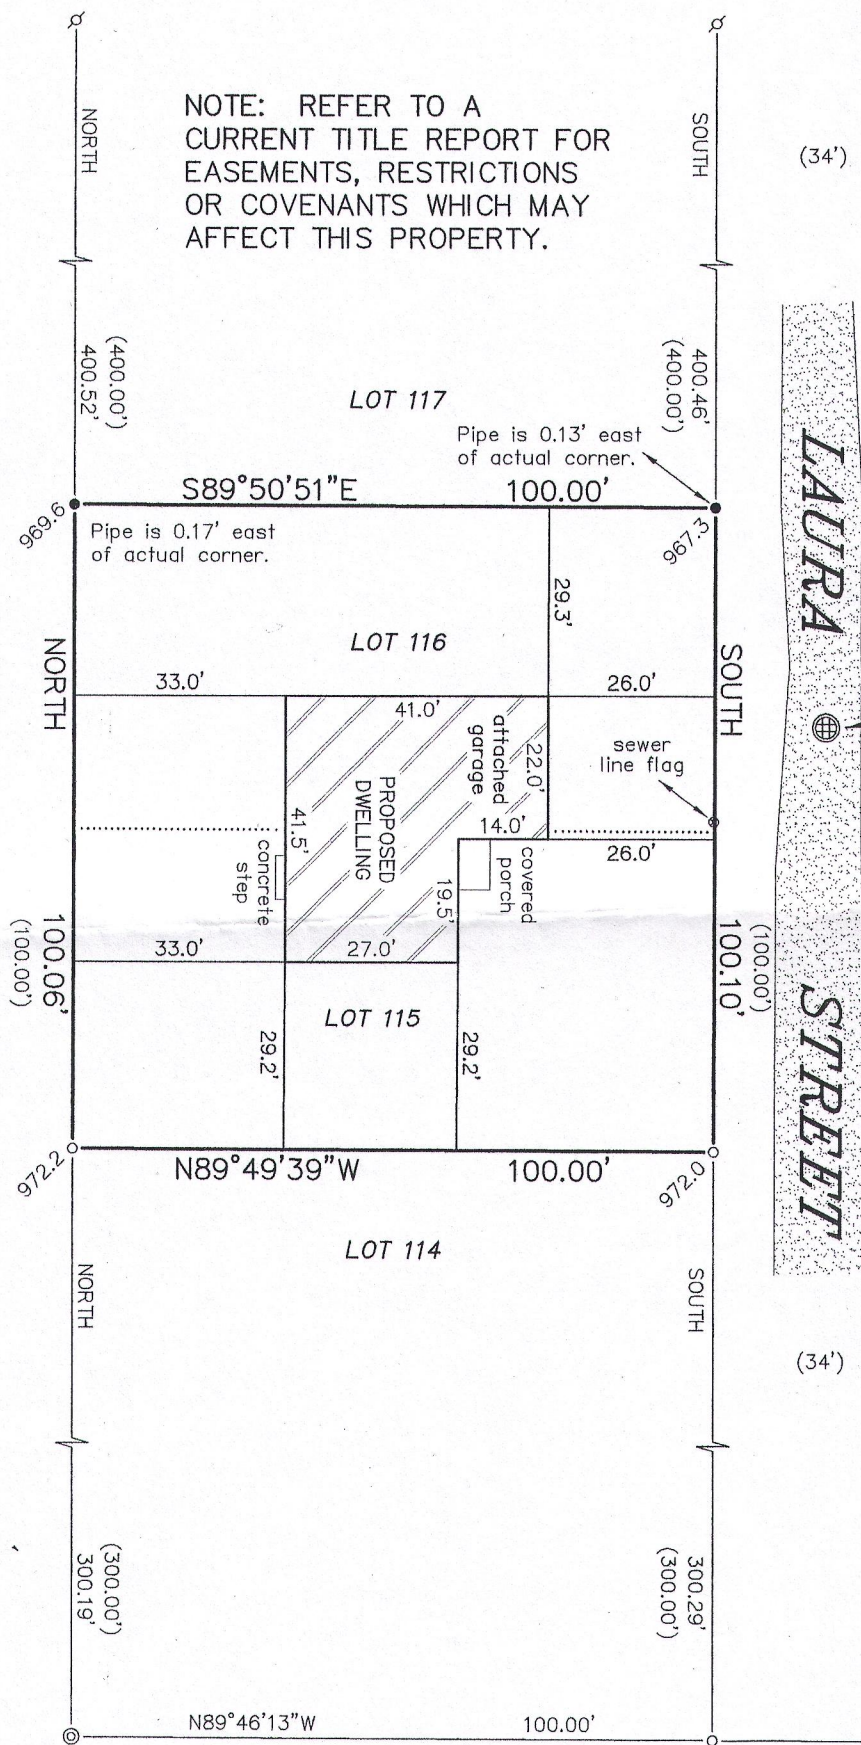 NORTH
NOTE: REFER TO A
CURRENT TITLE REPORT FOR
EASEMENTS, RESTRICTIONS
OR COVENANTS WHICH MAY
AFFECT THIS PROPERTY.
SOUTH
(34')
(400.00')
400.52'
LOT 117
400.46'
(400.00')
Pipe is 0.13' east
of actual corner.
LAURA STREET
S89°50'51"E
100.00'
969.6
967.3
Pipe is 0.17' east
of actual corner.
29.3'
NORTH
LOT 116
SOUTH
33.0'
26.0'
41.0'
attached
garage
22.0'
sewer
line flag
PROPOSED
DWELLING
14.0'
26.0'
41.5'
concrete
step
covered
porch
19.5'
33.0'
27.0'
100.06'
(100.00')
(100.00')
100.10'
LOT 115
29.2'
29.2'
972.2
N89°49'39"W
100.00'
972.0
LOT 114
NORTH
SOUTH
(34')
(300.00')
300.19'
300.29'
(300.00')
N89°46'13"W
100.00'